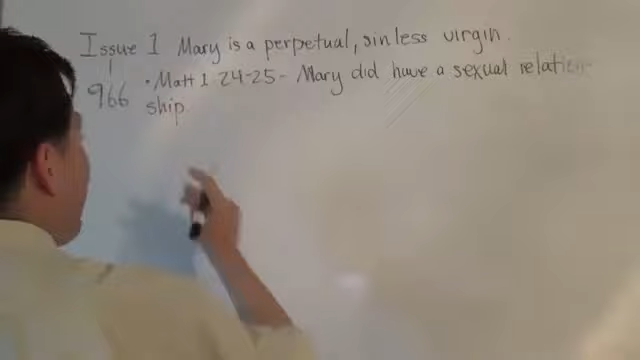 Issue 1 Mary is a perpetual, sinless virgin.
966 • Matt 1:24-25 - Mary did have a sexual relation-
ship